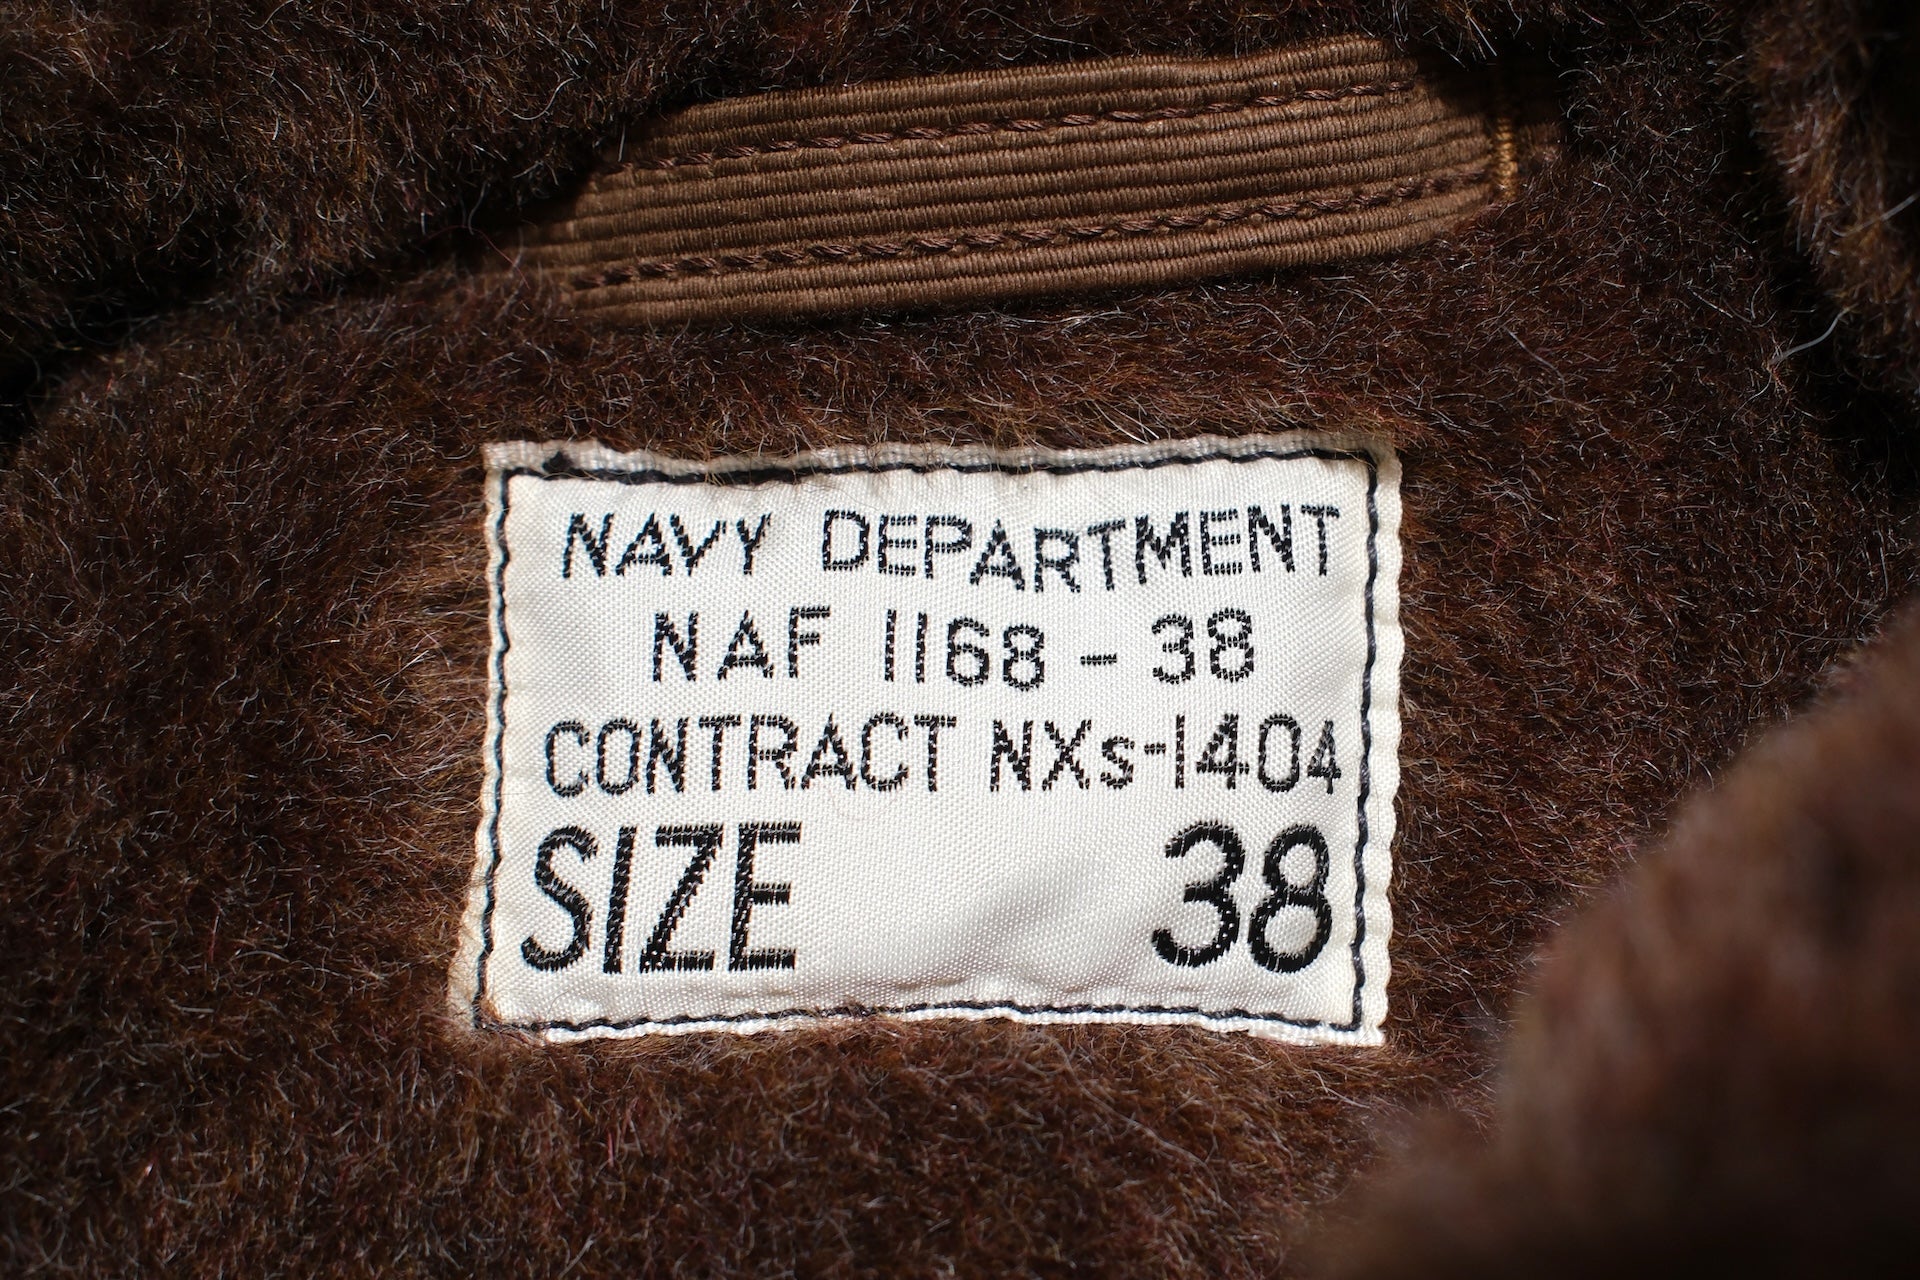 NAVY DEPARTMENT
NAF 1168 - 38
CONTRACT NXs-1404
SIZE 38